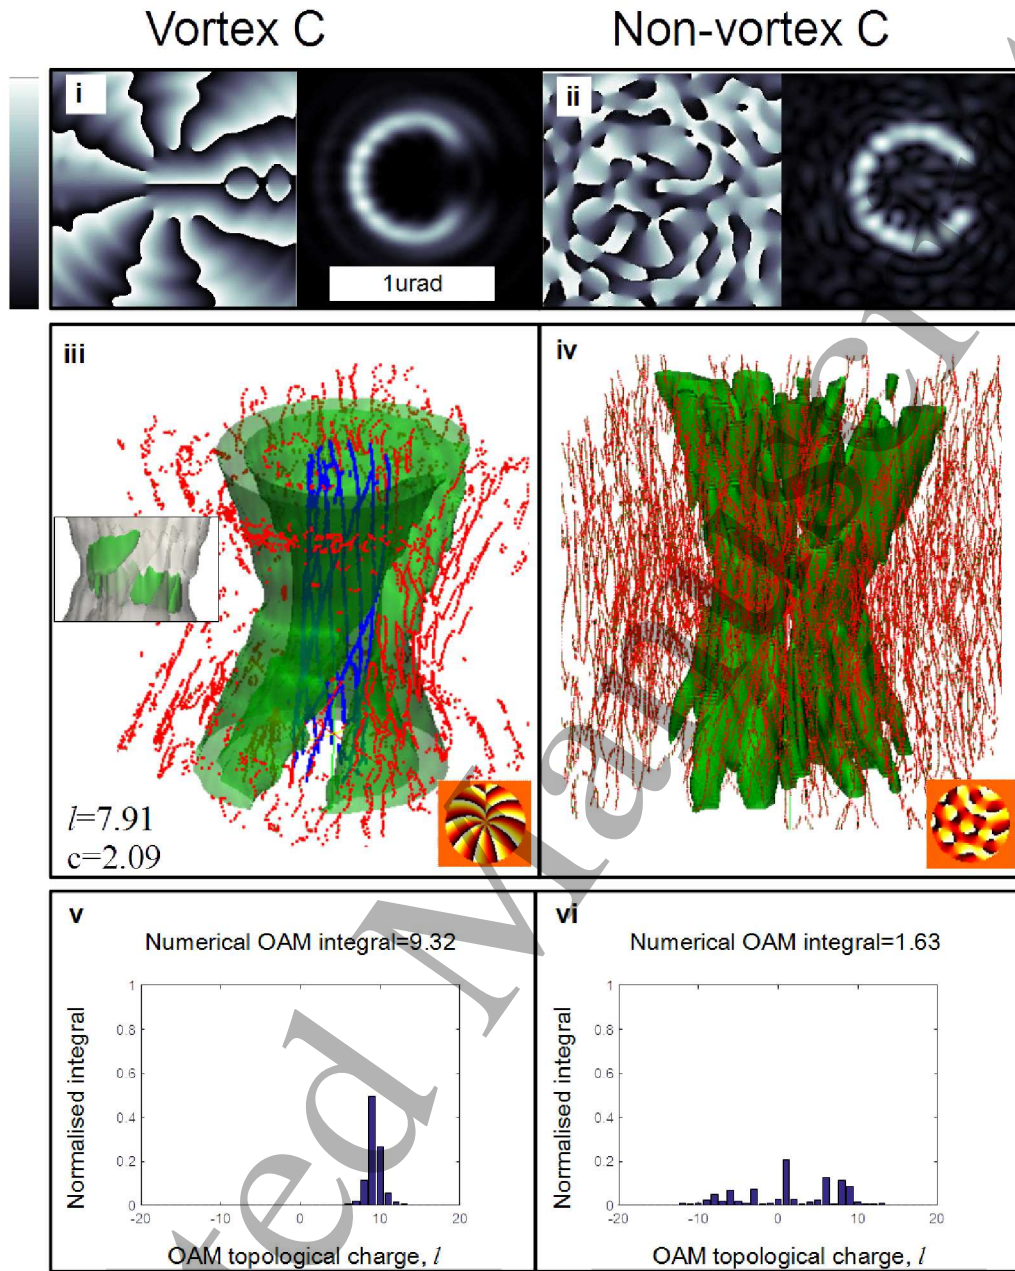 Vortex C
Non-vortex C
i
ii
1urad
iii
iv
l=7.91
c=2.09
v
vi
Numerical OAM integral=9.32
Numerical OAM integral=1.63
Normalised integral
1
0.8
0.6
0.4
0.2
0
-20
-10
0
10
20
OAM topological charge, l
Normalised integral
1
0.8
0.6
0.4
0.2
0
-20
-10
0
10
20
OAM topological charge, l
ted Manuscri